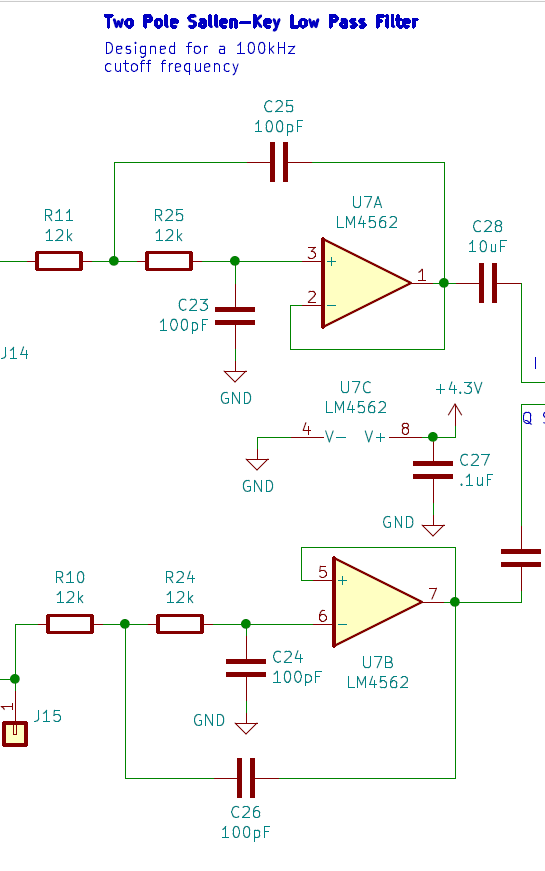 Two Pole Sallen-Key Low Pass Filter
Designed for a 100kHz
cutoff frequency
C25
100pF
R11
12k
R25
12k
U7A
LM4562
C28
10uF
3
+
1
2
-
C23
100pF
J14
GND
I
U7C
LM4562
+4.3V
Q S
4
V-
V+
8
C27
.1uF
GND
GND
R10
12k
R24
12k
5
+
7
6
-
U7B
LM4562
C24
100pF
GND
1
J15
C26
100pF